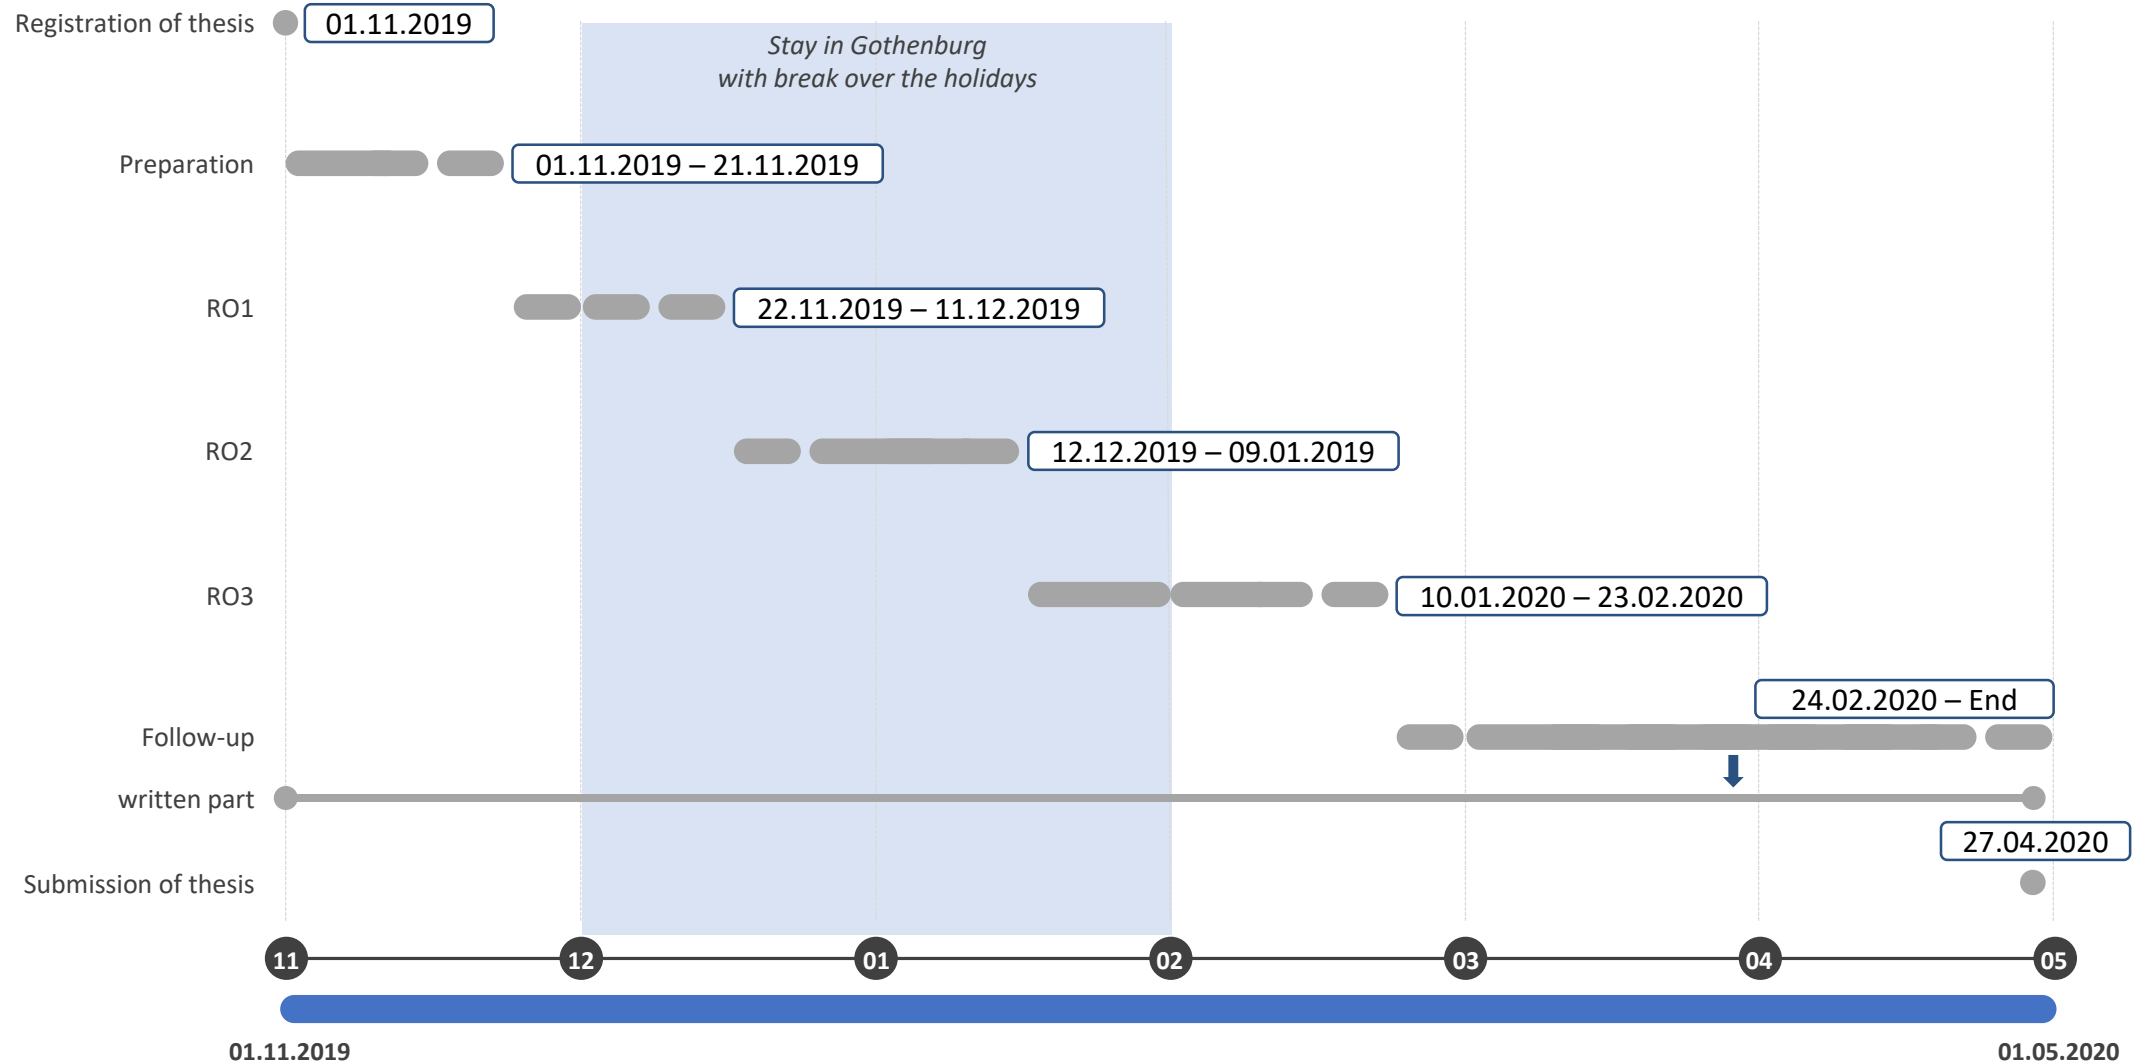 Registration of thesis
01.11.2019
Stay in Gothenburg
with break over the holidays
Preparation
01.11.2019 – 21.11.2019
RO1
22.11.2019 – 11.12.2019
RO2
12.12.2019 – 09.01.2019
RO3
10.01.2020 – 23.02.2020
24.02.2020 – End
Follow-up
written part
27.04.2020
Submission of thesis
11 12 01 02 03 04 05
01.11.2019 01.05.2020